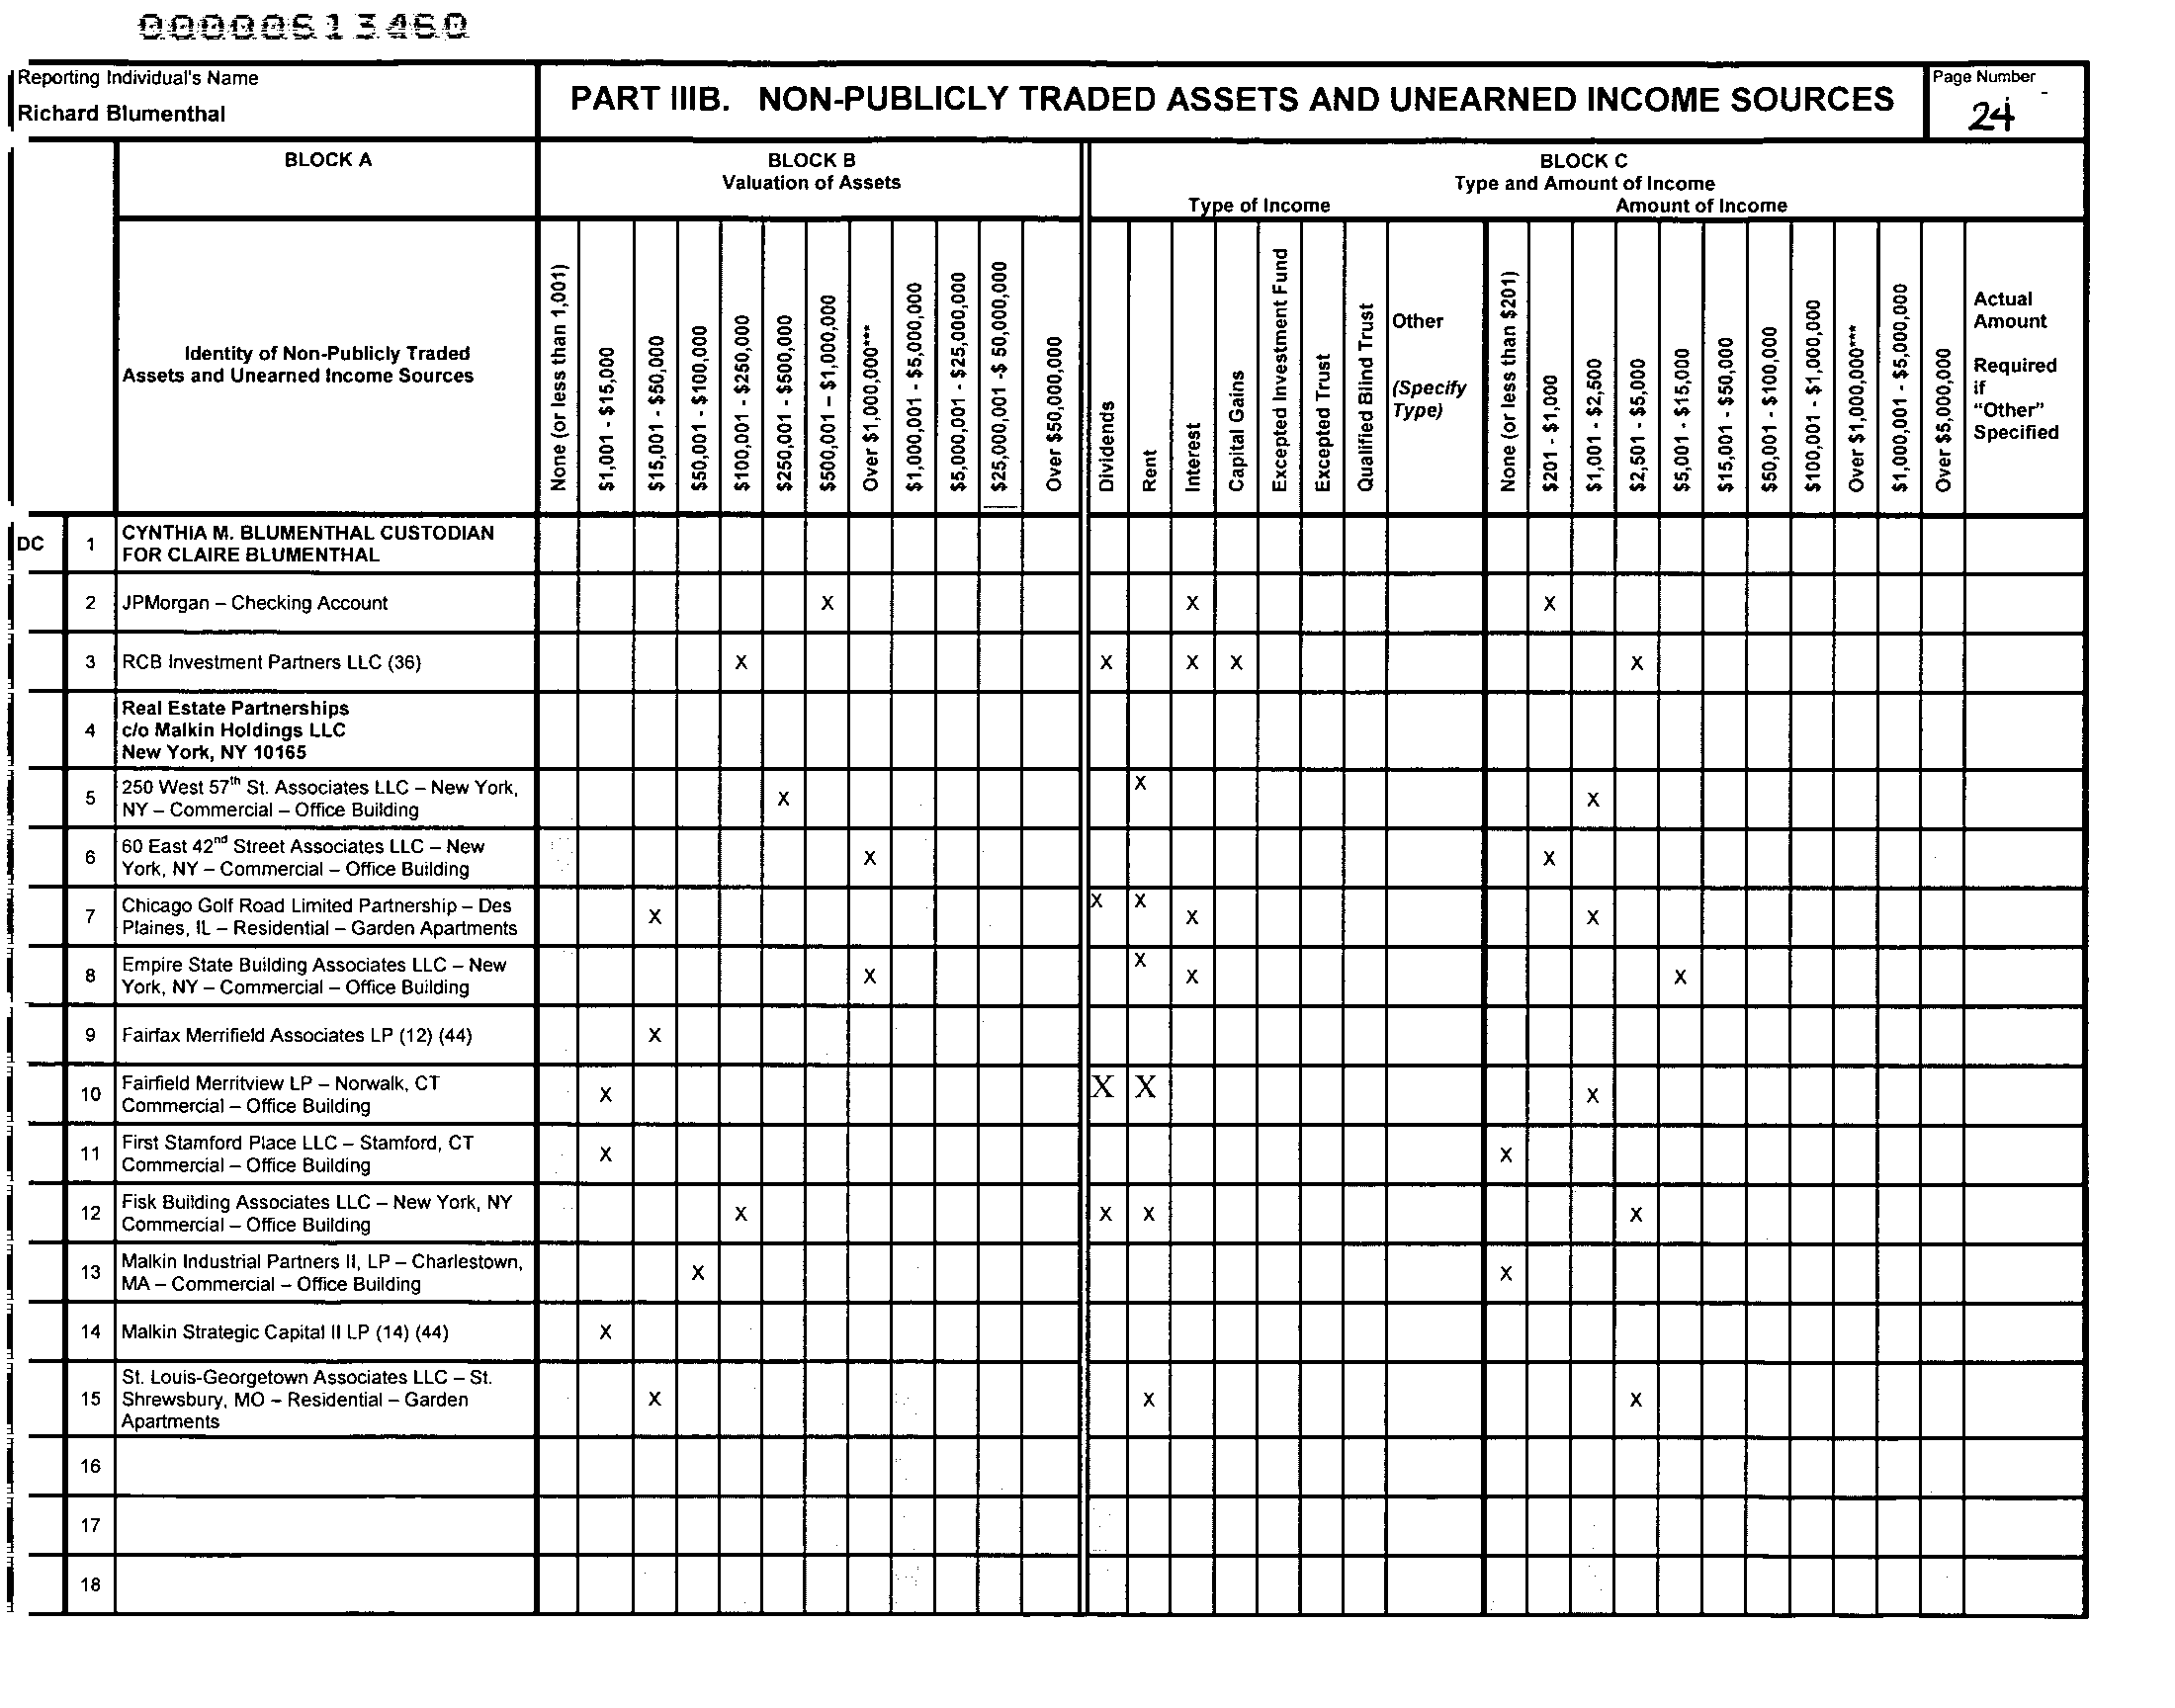 00000513460
Reporting Individual's Name
Richard Blumenthal
PART IIIB. NON-PUBLICLY TRADED ASSETS AND UNEARNED INCOME SOURCES
Page Number
24
BLOCK A
BLOCK B
Valuation of Assets
BLOCK C
Type and Amount of Income
Type of Income
Amount of Income
Identity of Non-Publicly Traded
Assets and Unearned Income Sources
None (or less than 1,001)
$1,001 - $15,000
$15,001 - $50,000
$50,001 - $100,000
$100,001 - $250,000
$250,001 - $500,000
$500,001 – $1,000,000
Over $1,000,000***
$1,000,001 - $5,000,000
$5,000,001 - $25,000,000
$25,000,001 -$ 50,000,000
Over $50,000,000
Dividends
Rent
Interest
Capital Gains
Excepted Investment Fund
Excepted Trust
Qualified Blind Trust
Other
(Specify
Type)
None (or less than $201)
$201 - $1,000
$1,001 - $2,500
$2,501 - $5,000
$5,001 - $15,000
$15,001 - $50,000
$50,001 - $100,000
$100,001 - $1,000,000
Over $1,000,000***
$1,000,001 - $5,000,000
Over $5,000,000
Actual
Amount
Required
if
"Other"
Specified
DC 1 CYNTHIA M. BLUMENTHAL CUSTODIAN
FOR CLAIRE BLUMENTHAL
2 JPMorgan – Checking Account X X X
3 RCB Investment Partners LLC (36) X X X X X
Real Estate Partnerships
4 c/o Malkin Holdings LLC
New York, NY 10165
5 250 West 57th St. Associates LLC – New York, X
NY – Commercial – Office Building X X
6 60 East 42nd Street Associates LLC – New
York, NY – Commercial – Office Building X X
7 Chicago Golf Road Limited Partnership – Des X X
Plaines, IL – Residential – Garden Apartments X X X
8 Empire State Building Associates LLC – New X
York, NY – Commercial – Office Building X X X
9 Fairfax Merrifield Associates LP (12) (44) X
10 Fairfield Merritview LP – Norwalk, CT X X
Commercial – Office Building X X
11 First Stamford Place LLC – Stamford, CT
Commercial – Office Building X X
12 Fisk Building Associates LLC – New York, NY
Commercial – Office Building X X X X
13 Malkin Industrial Partners II, LP – Charlestown,
MA – Commercial – Office Building X X
14 Malkin Strategic Capital II LP (14) (44) X
St. Louis-Georgetown Associates LLC – St.
15 Shrewsbury, MO – Residential – Garden X X X
Apartments
16
17
18